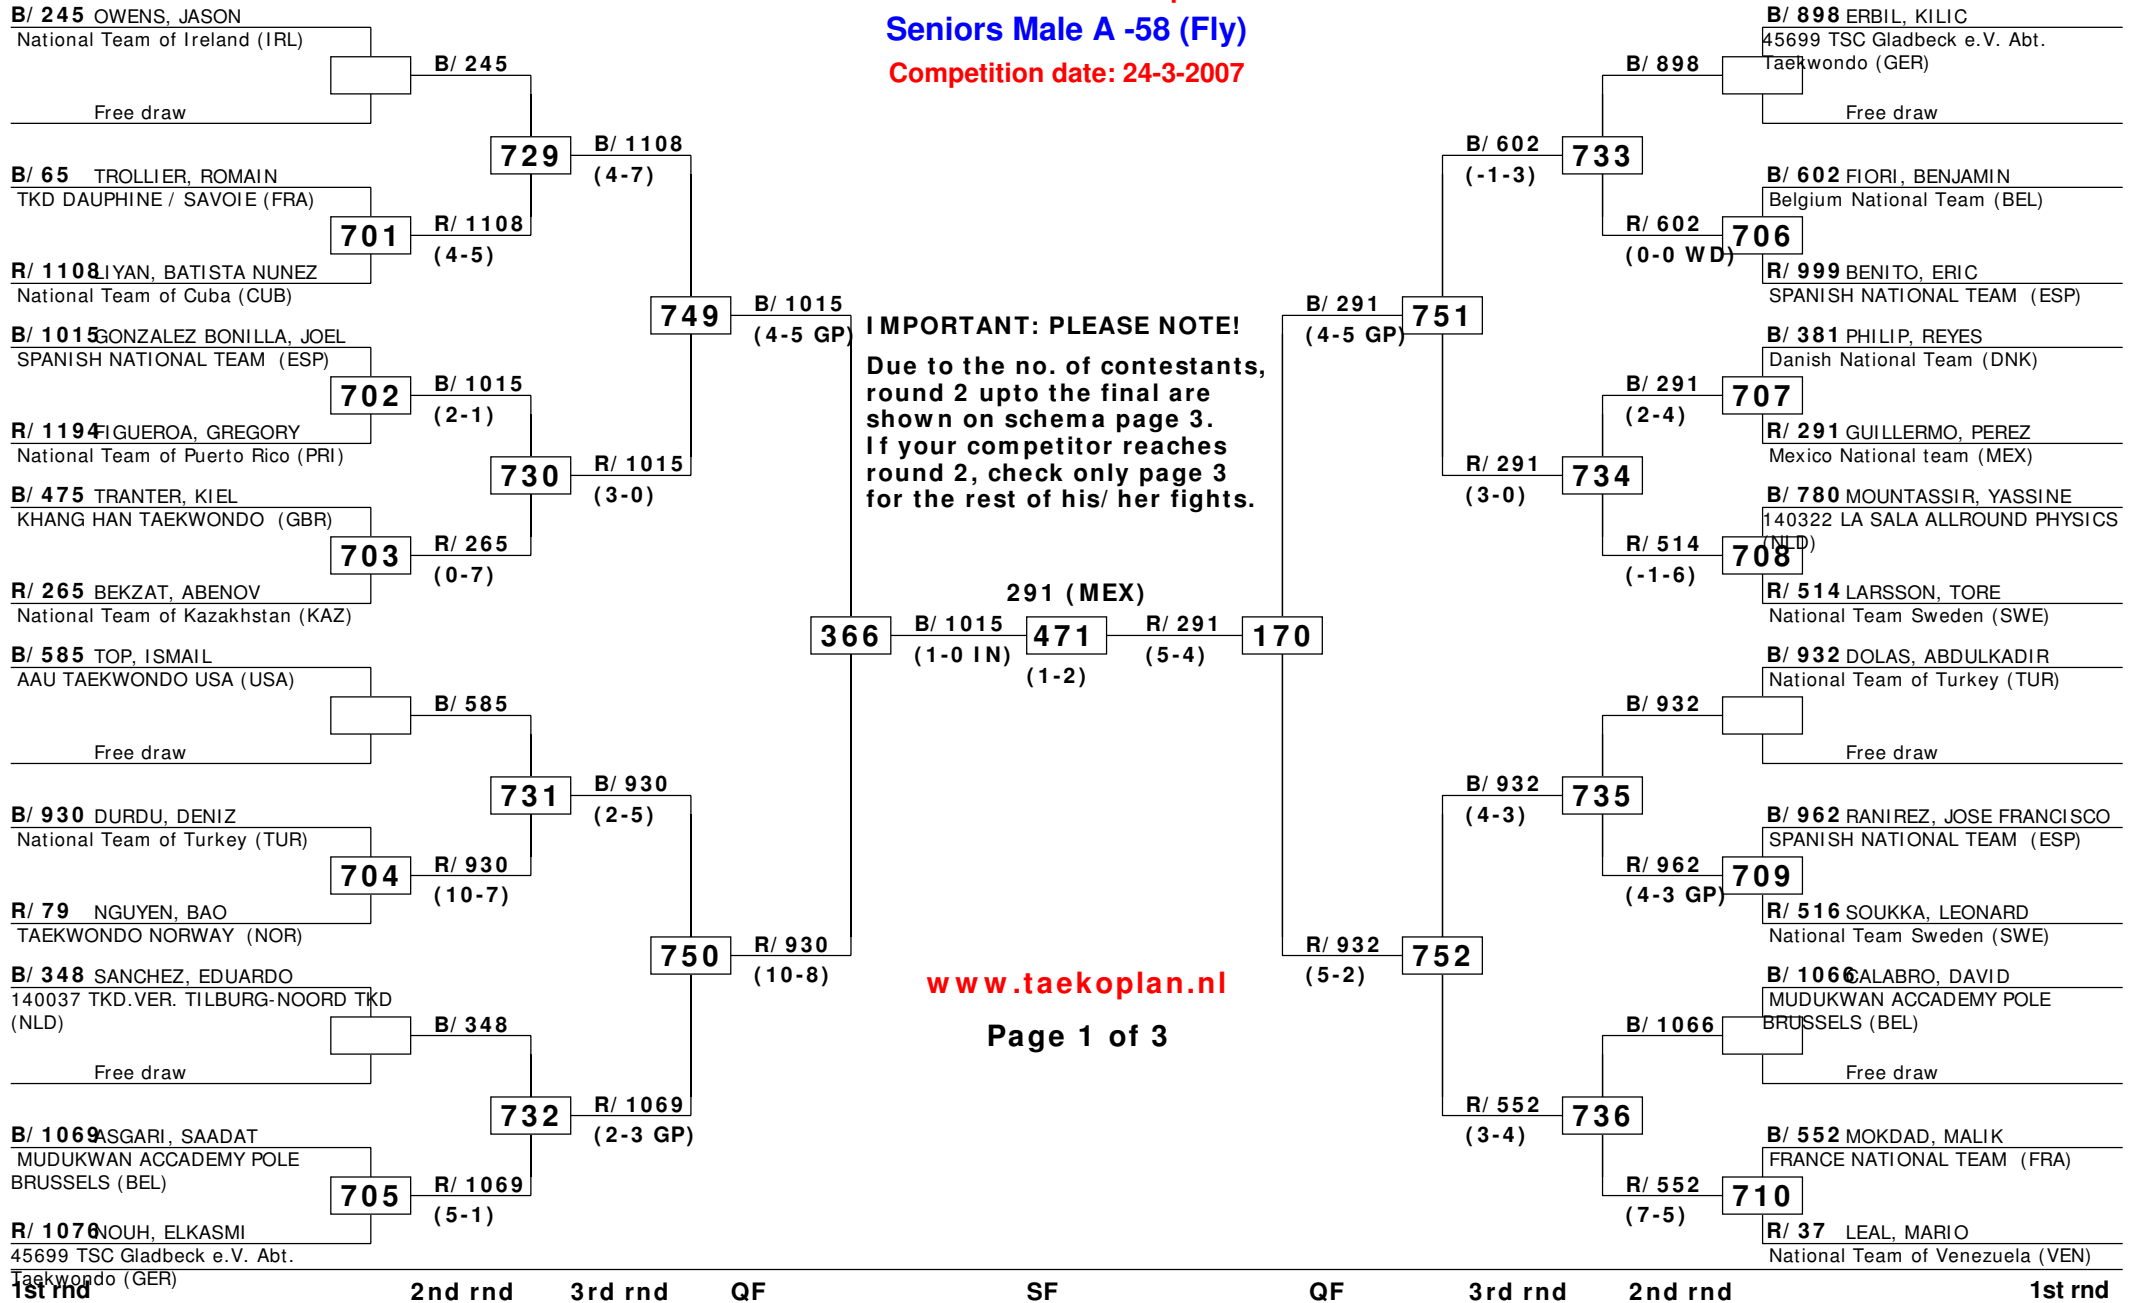 Seniors Male A -58 (Fly)
Competition date: 24-3-2007
B/ 245 OWENS, JASON
National Team of Ireland (IRL)
B/ 245
Free draw
729
B/ 1108
(4-7)
B/ 65 TROLLIER, ROMAIN
TKD DAUPHINE / SAVOIE (FRA)
701
R/ 1108
(4-5)
R/ 1108 LIYAN, BATISTA NUNEZ
National Team of Cuba (CUB)
749
B/ 1015
(4-5 GP)
B/ 1015 GONZALEZ BONILLA, JOEL
SPANISH NATIONAL TEAM (ESP)
702
B/ 1015
(2-1)
R/ 1194 FIGUEROA, GREGORY
National Team of Puerto Rico (PRI)
730
R/ 1015
(3-0)
B/ 475 TRANTER, KIEL
KHANG HAN TAEKWONDO (GBR)
703
R/ 265
(0-7)
R/ 265 BEKZAT, ABENOV
National Team of Kazakhstan (KAZ)
366
B/ 1015
(1-0 IN)
B/ 585 TOP, ISMAIL
AAU TAEKWONDO USA (USA)
B/ 585
Free draw
731
B/ 930
(2-5)
B/ 930 DURDU, DENIZ
National Team of Turkey (TUR)
704
R/ 930
(10-7)
R/ 79 NGUYEN, BAO
TAEKWONDO NORWAY (NOR)
750
R/ 930
(10-8)
B/ 348 SANCHEZ, EDUARDO
140037 TKD.VER. TILBURG-NOORD TKD
(NLD)
B/ 348
Free draw
732
R/ 1069
(2-3 GP)
B/ 1069 ASGARI, SAADAT
MUDUKWAN ACCADEMY POLE
BRUSSELS (BEL)
705
R/ 1069
(5-1)
R/ 1076 NOUH, ELKASMI
45699 TSC Gladbeck e.V. Abt.
Taekwondo (GER)
IMPORTANT: PLEASE NOTE!
Due to the no. of contestants,
round 2 upto the final are
shown on schema page 3.
If your competitor reaches
round 2, check only page 3
for the rest of his/ her fights.
291 (MEX)
471
(1-2)
www.taekoplan.nl
Page 1 of 3
B/ 898 ERBIL, KILIC
45699 TSC Gladbeck e.V. Abt.
Taekwondo (GER)
B/ 898
Free draw
B/ 602
(-1-3)
733
B/ 602 FIORI, BENJAMIN
Belgium National Team (BEL)
R/ 602
(0-0 WD)
706
R/ 999 BENITO, ERIC
SPANISH NATIONAL TEAM (ESP)
B/ 291
(4-5 GP)
751
B/ 381 PHILIP, REYES
Danish National Team (DNK)
B/ 291
(2-4)
707
R/ 291 GUILLERMO, PEREZ
Mexico National team (MEX)
R/ 291
(3-0)
734
B/ 780 MOUNTASSIR, YASSINE
140322 LA SALA ALLROUND PHYSICS
(NLD)
R/ 514
(-1-6)
708
R/ 514 LARSSON, TORE
National Team Sweden (SWE)
R/ 291
(5-4)
170
B/ 932 DOLAS, ABDULKADIR
National Team of Turkey (TUR)
B/ 932
Free draw
B/ 932
(4-3)
735
B/ 962 RANIREZ, JOSE FRANCISCO
SPANISH NATIONAL TEAM (ESP)
R/ 962
(4-3 GP)
709
R/ 516 SOUKKA, LEONARD
National Team Sweden (SWE)
R/ 932
(5-2)
752
B/ 1066 CALABRO, DAVID
MUDUKWAN ACCADEMY POLE
BRUSSELS (BEL)
B/ 1066
Free draw
R/ 552
(3-4)
736
B/ 552 MOKDAD, MALIK
FRANCE NATIONAL TEAM (FRA)
R/ 552
(7-5)
710
R/ 37 LEAL, MARIO
National Team of Venezuela (VEN)
1st rnd 2nd rnd 3rd rnd QF SF QF 3rd rnd 2nd rnd 1st rnd